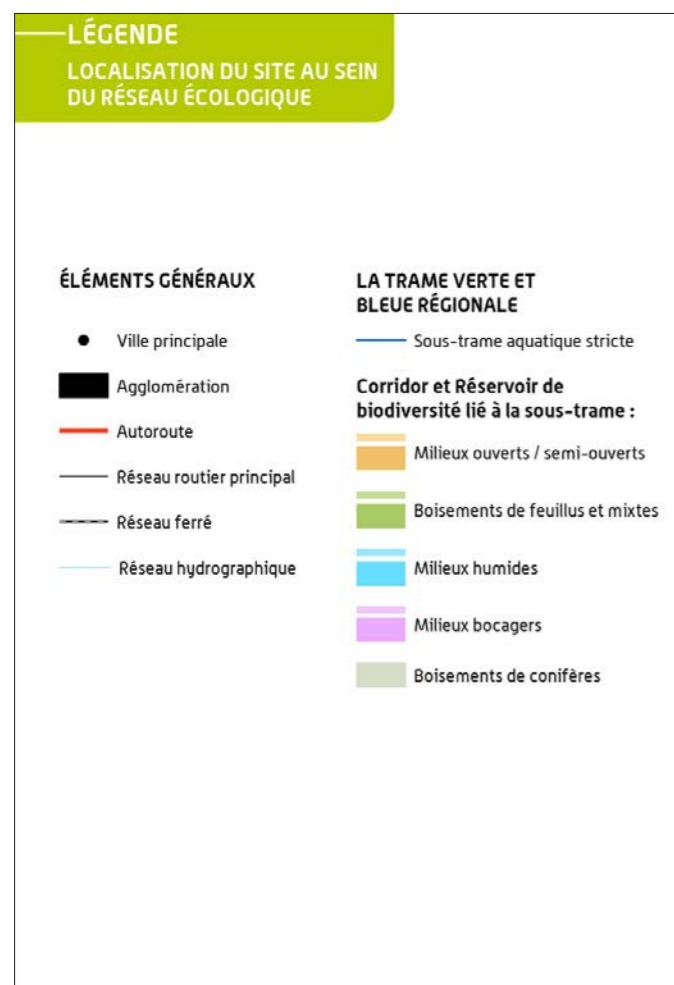 LÉGENDE
LOCALISATION DU SITE AU SEIN
DU RÉSEAU ÉCOLOGIQUE
ÉLÉMENTS GÉNÉRAUX
Ville principale
Agglomération
Autoroute
Réseau routier principal
Réseau ferré
Réseau hydrographique
LA TRAME VERTE ET
BLEUE RÉGIONALE
Sous-trame aquatique stricte
Corridor et Réservoir de
biodiversité lié à la sous-trame :
Milieux ouverts / semi-ouverts
Boisements de feuillus et mixtes
Milieux humides
Milieux bocagers
Boisements de conifères